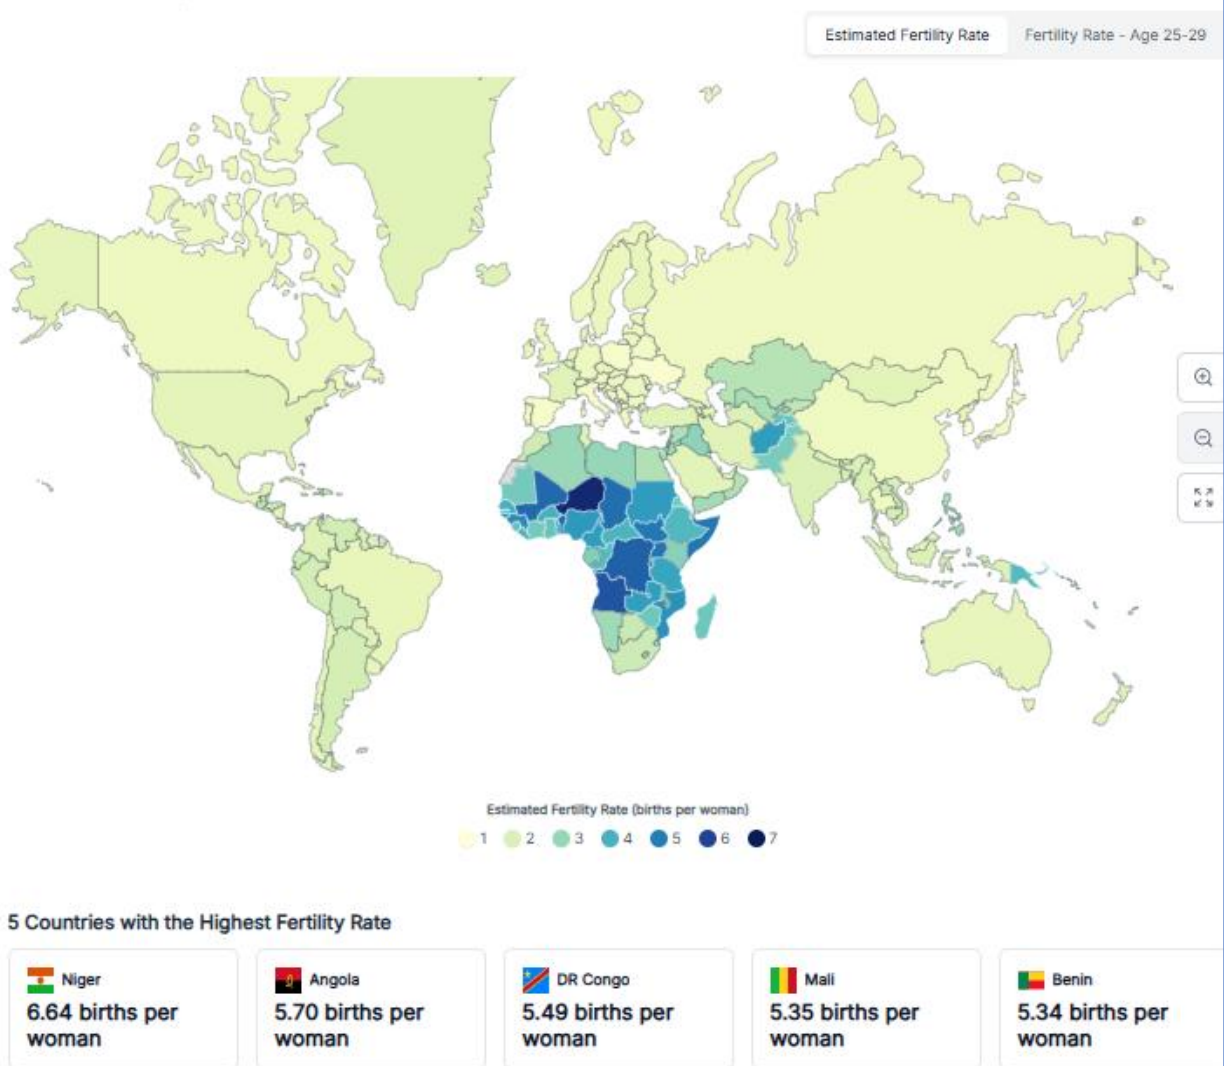 Estimated Fertility Rate
Fertility Rate - Age 25-29
Estimated Fertility Rate (births per woman)
1 2 3 4 5 6 7
5 Countries with the Highest Fertility Rate
Niger
6.64 births per
woman
Angola
5.70 births per
woman
DR Congo
5.49 births per
woman
Mali
5.35 births per
woman
Benin
5.34 births per
woman